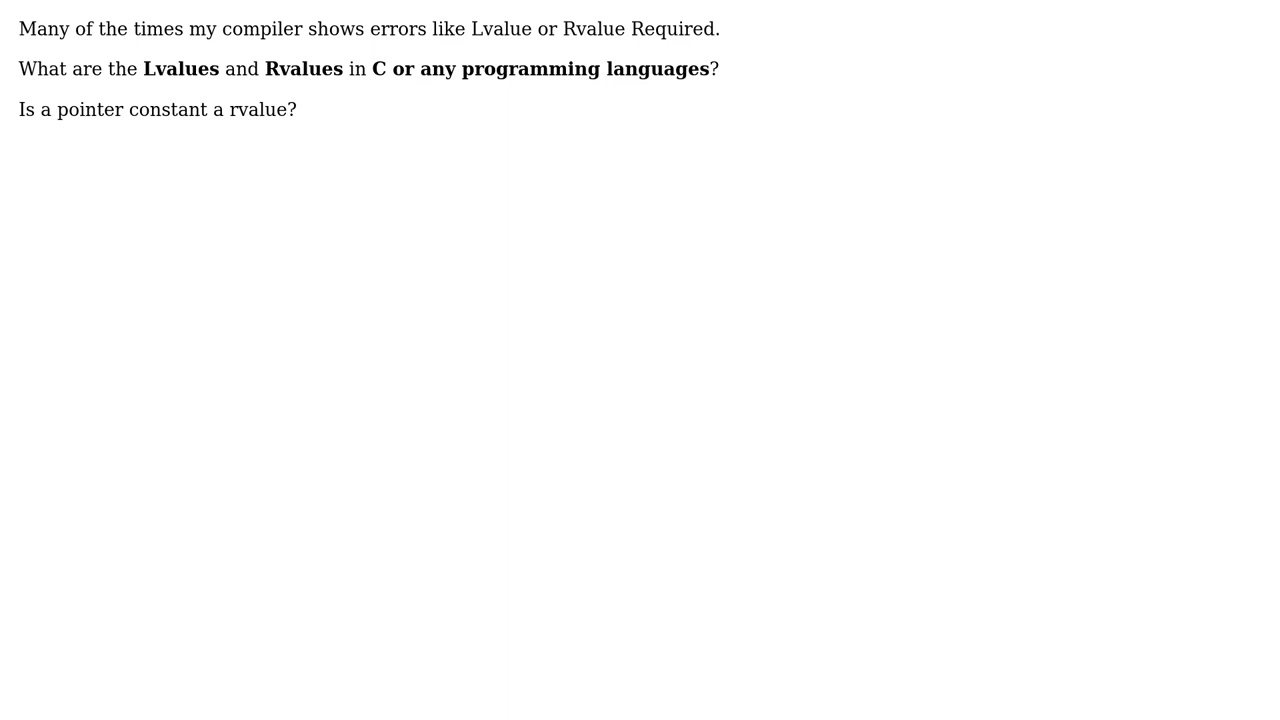 Many of the times my compiler shows errors like Lvalue or Rvalue Required.
What are the Lvalues and Rvalues in C or any programming languages?
Is a pointer constant a rvalue?